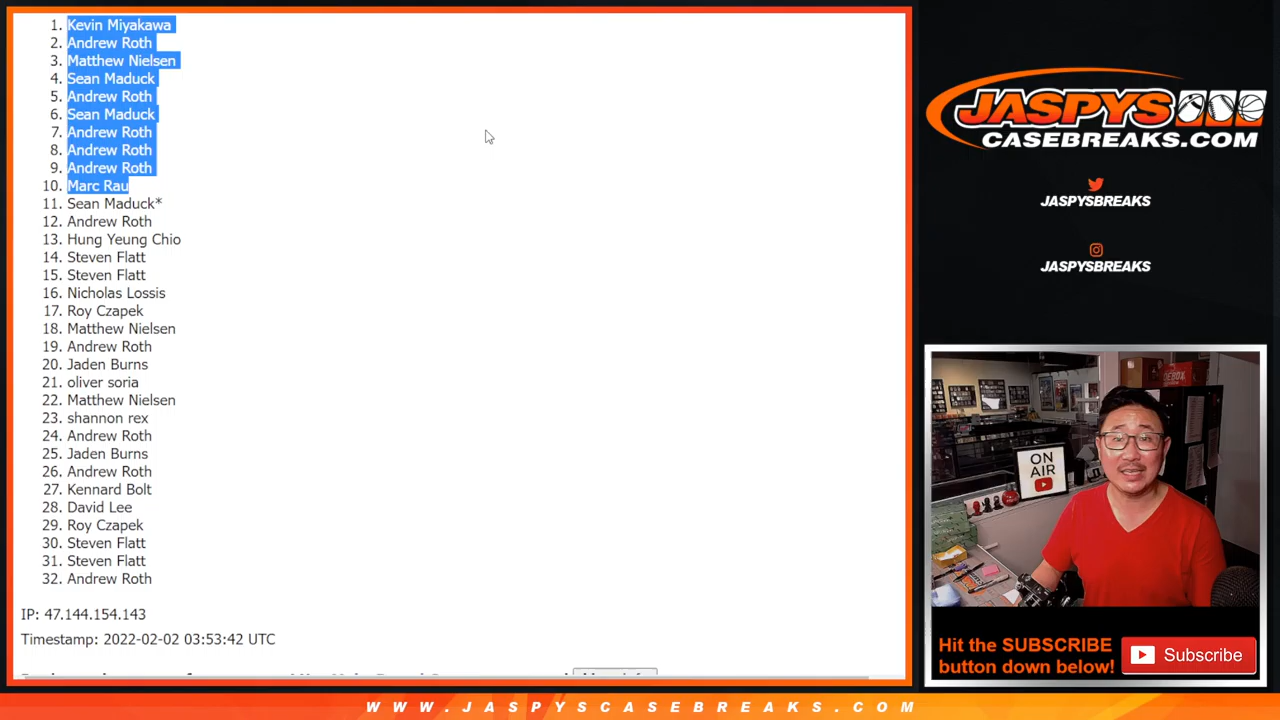 1. Kevin Miyakawa
2. Andrew Roth
3. Matthew Nielsen
4. Sean Maduck
5. Andrew Roth
6. Sean Maduck
7. Andrew Roth
8. Andrew Roth
9. Andrew Roth
10. Marc Rau
11. Sean Maduck*
12. Andrew Roth
13. Hung Yeung Chio
14. Steven Flatt
15. Steven Flatt
16. Nicholas Lossis
17. Roy Czapek
18. Matthew Nielsen
19. Andrew Roth
20. Jaden Burns
21. oliver soria
22. Matthew Nielsen
23. shannon rex
24. Andrew Roth
25. Jaden Burns
26. Andrew Roth
27. Kennard Bolt
28. David Lee
29. Roy Czapek
30. Steven Flatt
31. Steven Flatt
32. Andrew Roth
IP: 47.144.154.143
Timestamp: 2022-02-02 03:53:42 UTC
JASPYS
CASEBREAKS.COM
JASPYSBREAKS
JASPYSBREAKS
ON
AIR
Hit the SUBSCRIBE
button down below!
Subscribe
WWW.JASPYSCASEBREAKS.COM